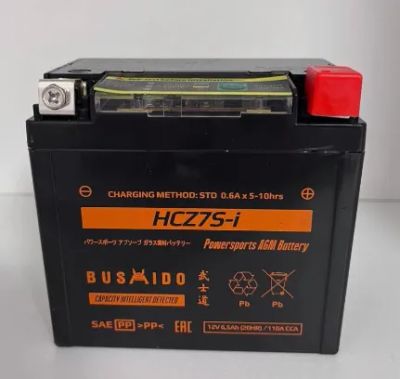 CHARGING METHOD: STD 0.6A x 5-10hrs
HCZ7S-i
Powersports AGM Battery
BUSHIDO 武士道
CAPACITY INTELLIGENT DETECTED
Pb Pb
SAE PP >PP< EAC
12V 6,5Ah (20HR) / 110A CCA